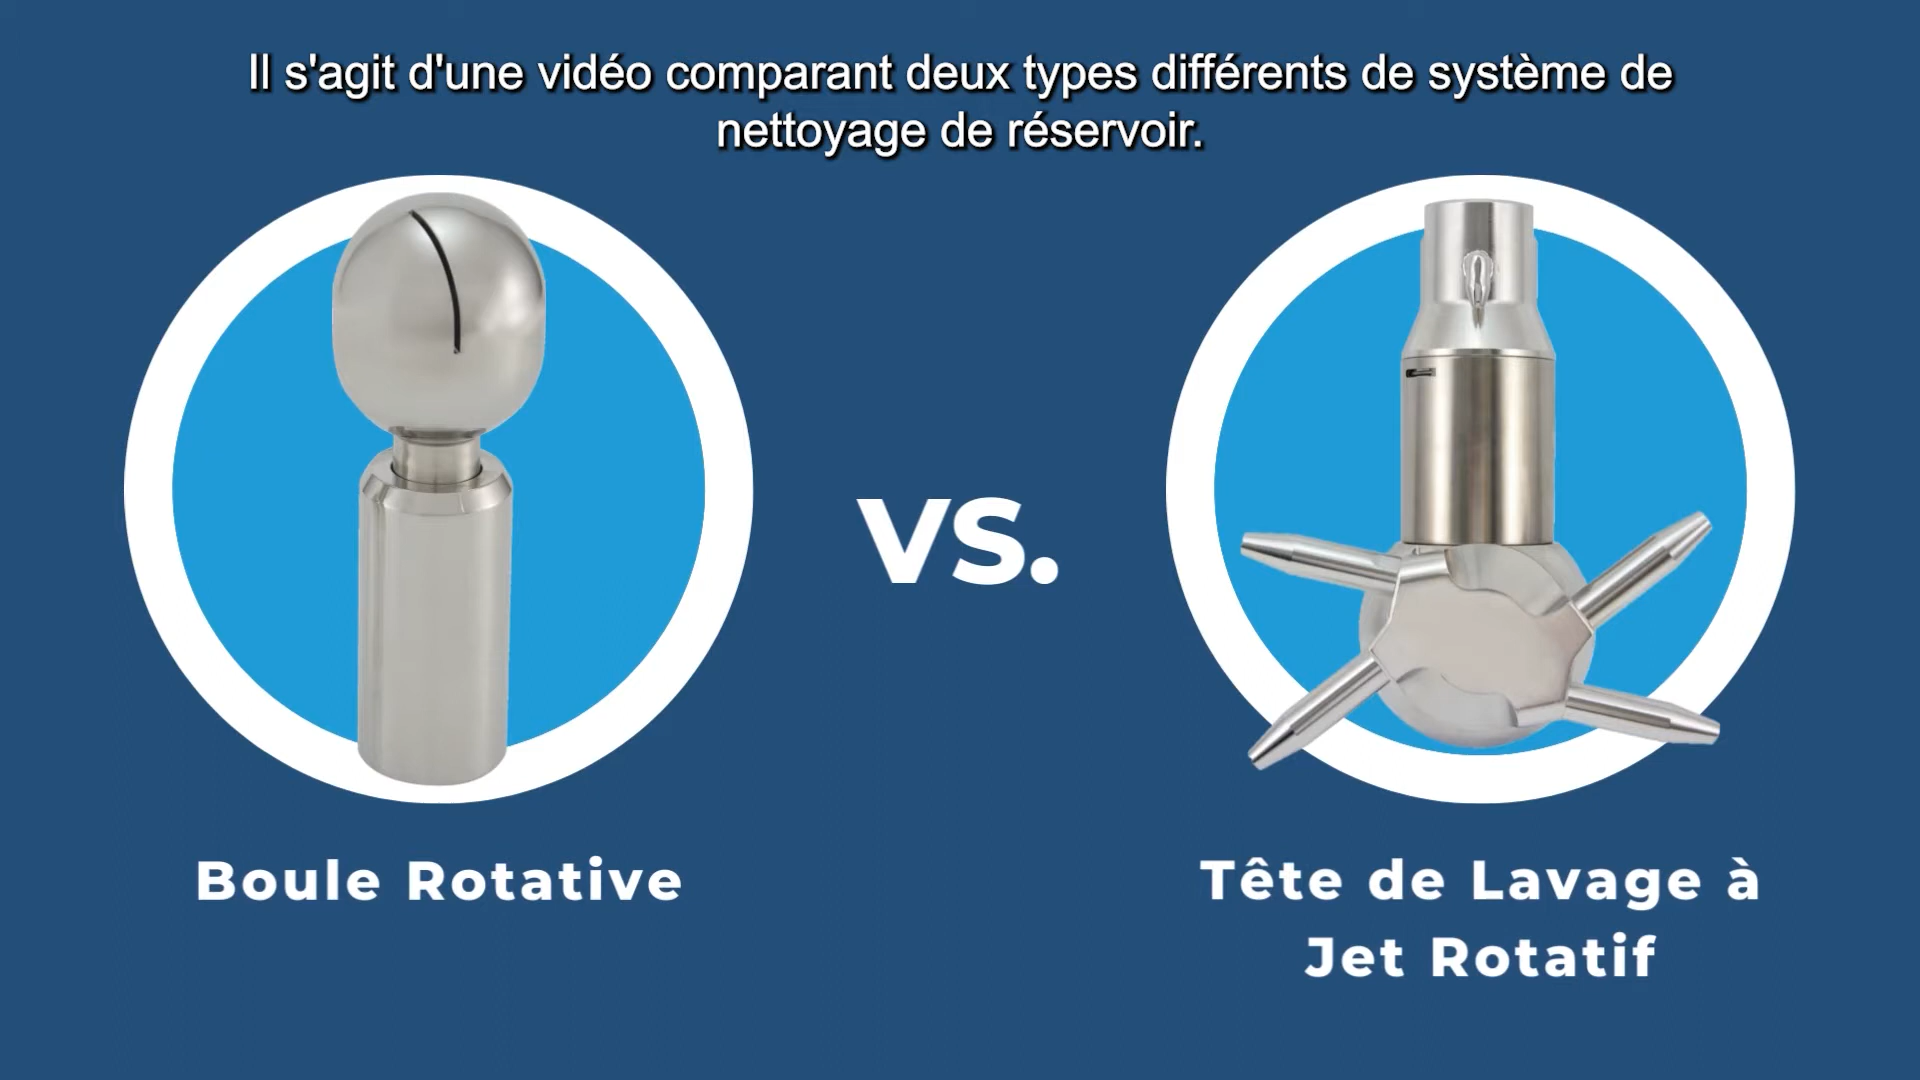 Il s'agit d'une vidéo comparant deux types différents de système de
nettoyage de réservoir.
vs.
Boule Rotative
Tête de Lavage à
Jet Rotatif